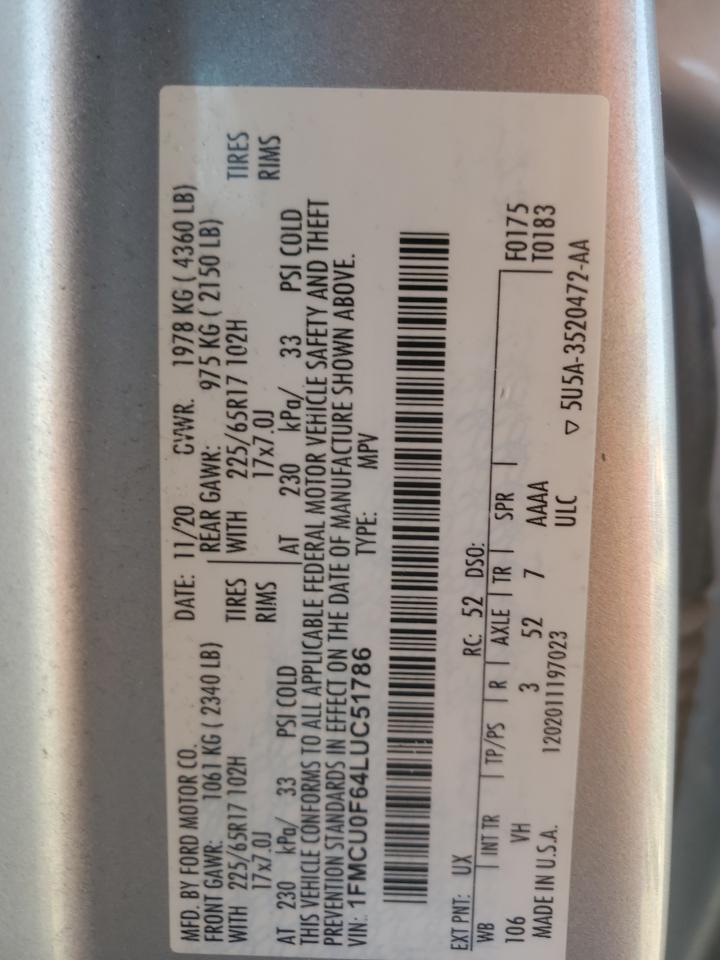 MFD. BY FORD MOTOR CO.
DATE: 11/20 GVWR: 1978 KG ( 4360 LB)
FRONT GAWR: 1061 KG ( 2340 LB) REAR GAWR: 975 KG ( 2150 LB)
WITH 225/65R17 102H TIRES WITH 225/65R17 102H TIRES
17x7.0J RIMS 17x7.0J RIMS
AT 230 kPa/ 33 PSI COLD AT 230 kPa/ 33 PSI COLD
THIS VEHICLE CONFORMS TO ALL APPLICABLE FEDERAL MOTOR VEHICLE SAFETY AND THEFT
PREVENTION STANDARDS IN EFFECT ON THE DATE OF MANUFACTURE SHOWN ABOVE.
VIN: 1FMCU0F64LUC51786 TYPE: MPV
EXT PNT: UX RC: 52 DSO:
WB INT TR TP/PS R AXLE TR SPR F0175
106 VH 3 52 7 AAAA T0183
MADE IN U.S.A. 1202011197023 ULC
▽ 5U5A-3520472-AA